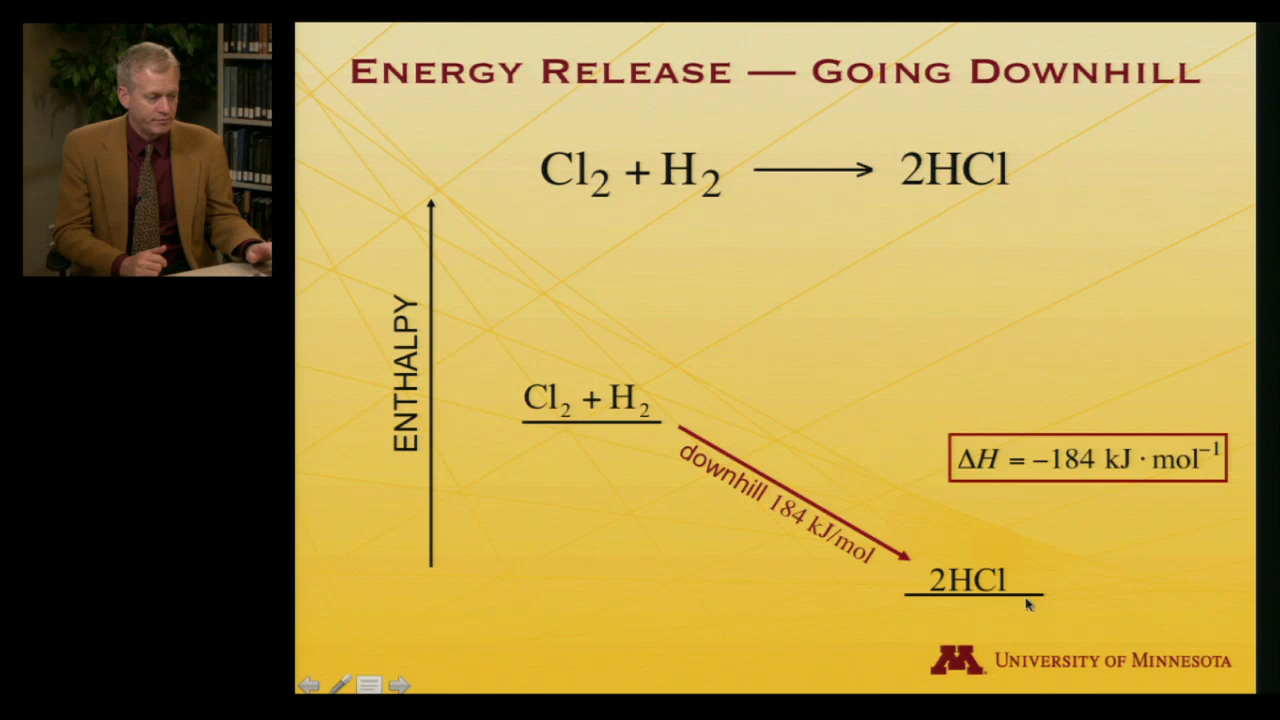 ENERGY RELEASE — GOING DOWNHILL
Cl₂ + H₂ ⟶ 2HCl
ENTHALPY
Cl₂ + H₂
downhill 184 kJ/mol
ΔH = −184 kJ · mol⁻¹
2HCl
M
UNIVERSITY OF MINNESOTA